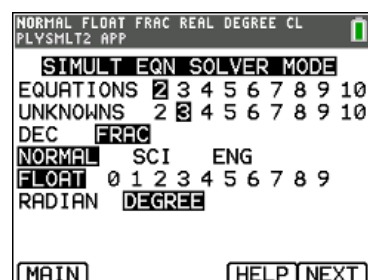 NORMAL FLOAT FRAC REAL DEGREE CL
PLYSMLT2 APP
SIMULT EQN SOLVER MODE
EQUATIONS 2 3 4 5 6 7 8 9 10
UNKNOWNS 2 3 4 5 6 7 8 9 10
DEC FRAC
NORMAL SCI ENG
FLOAT 0 1 2 3 4 5 6 7 8 9
RADIAN DEGREE
MAIN HELP NEXT